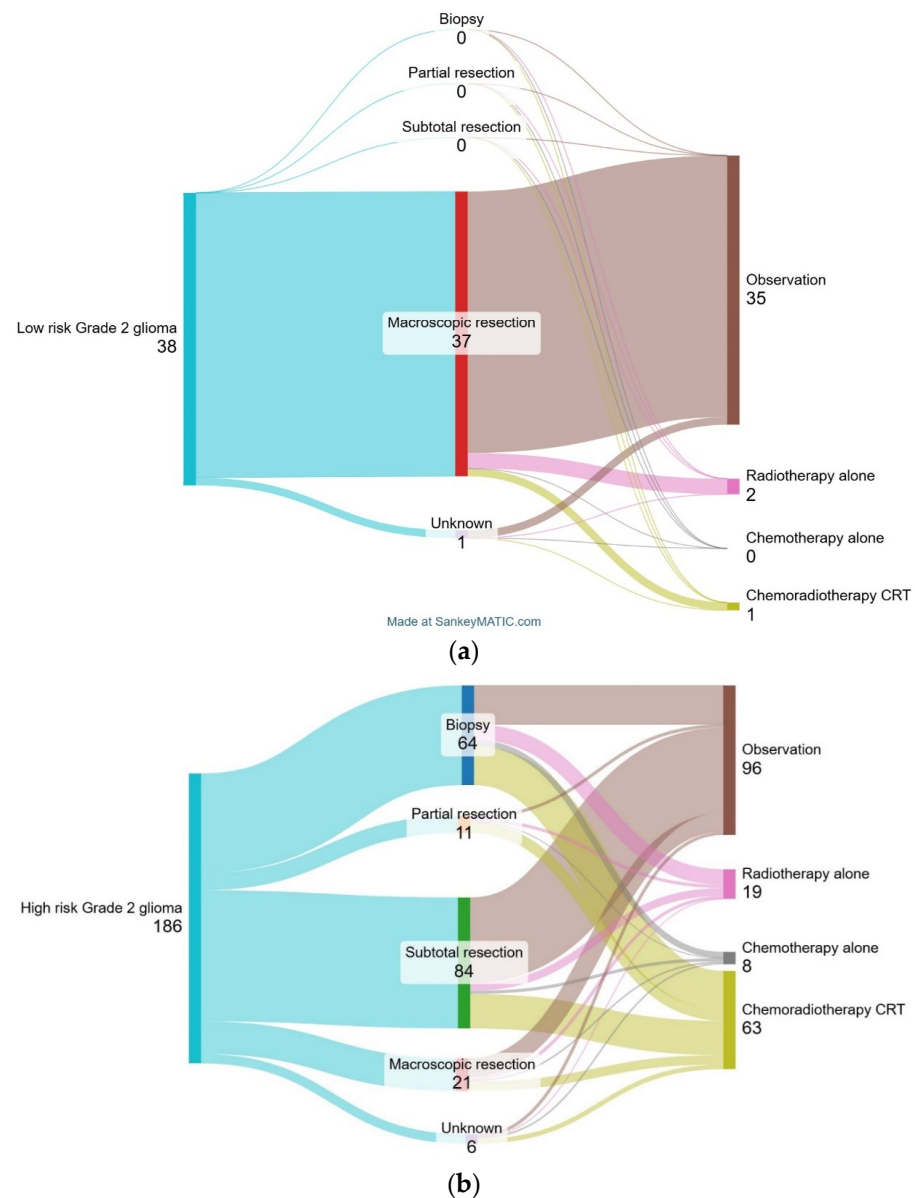 Biopsy
0
Partial resection
0
Subtotal resection
0
Low risk Grade 2 glioma
38
Macroscopic resection
37
Unknown
1
Observation
35
Radiotherapy alone
2
Chemotherapy alone
0
Chemoradiotherapy CRT
1
Made at SankeyMATIC.com
(a)
High risk Grade 2 glioma
186
Biopsy
64
Partial resection
11
Subtotal resection
84
Macroscopic resection
21
Unknown
6
Observation
96
Radiotherapy alone
19
Chemotherapy alone
8
Chemoradiotherapy CRT
63
(b)